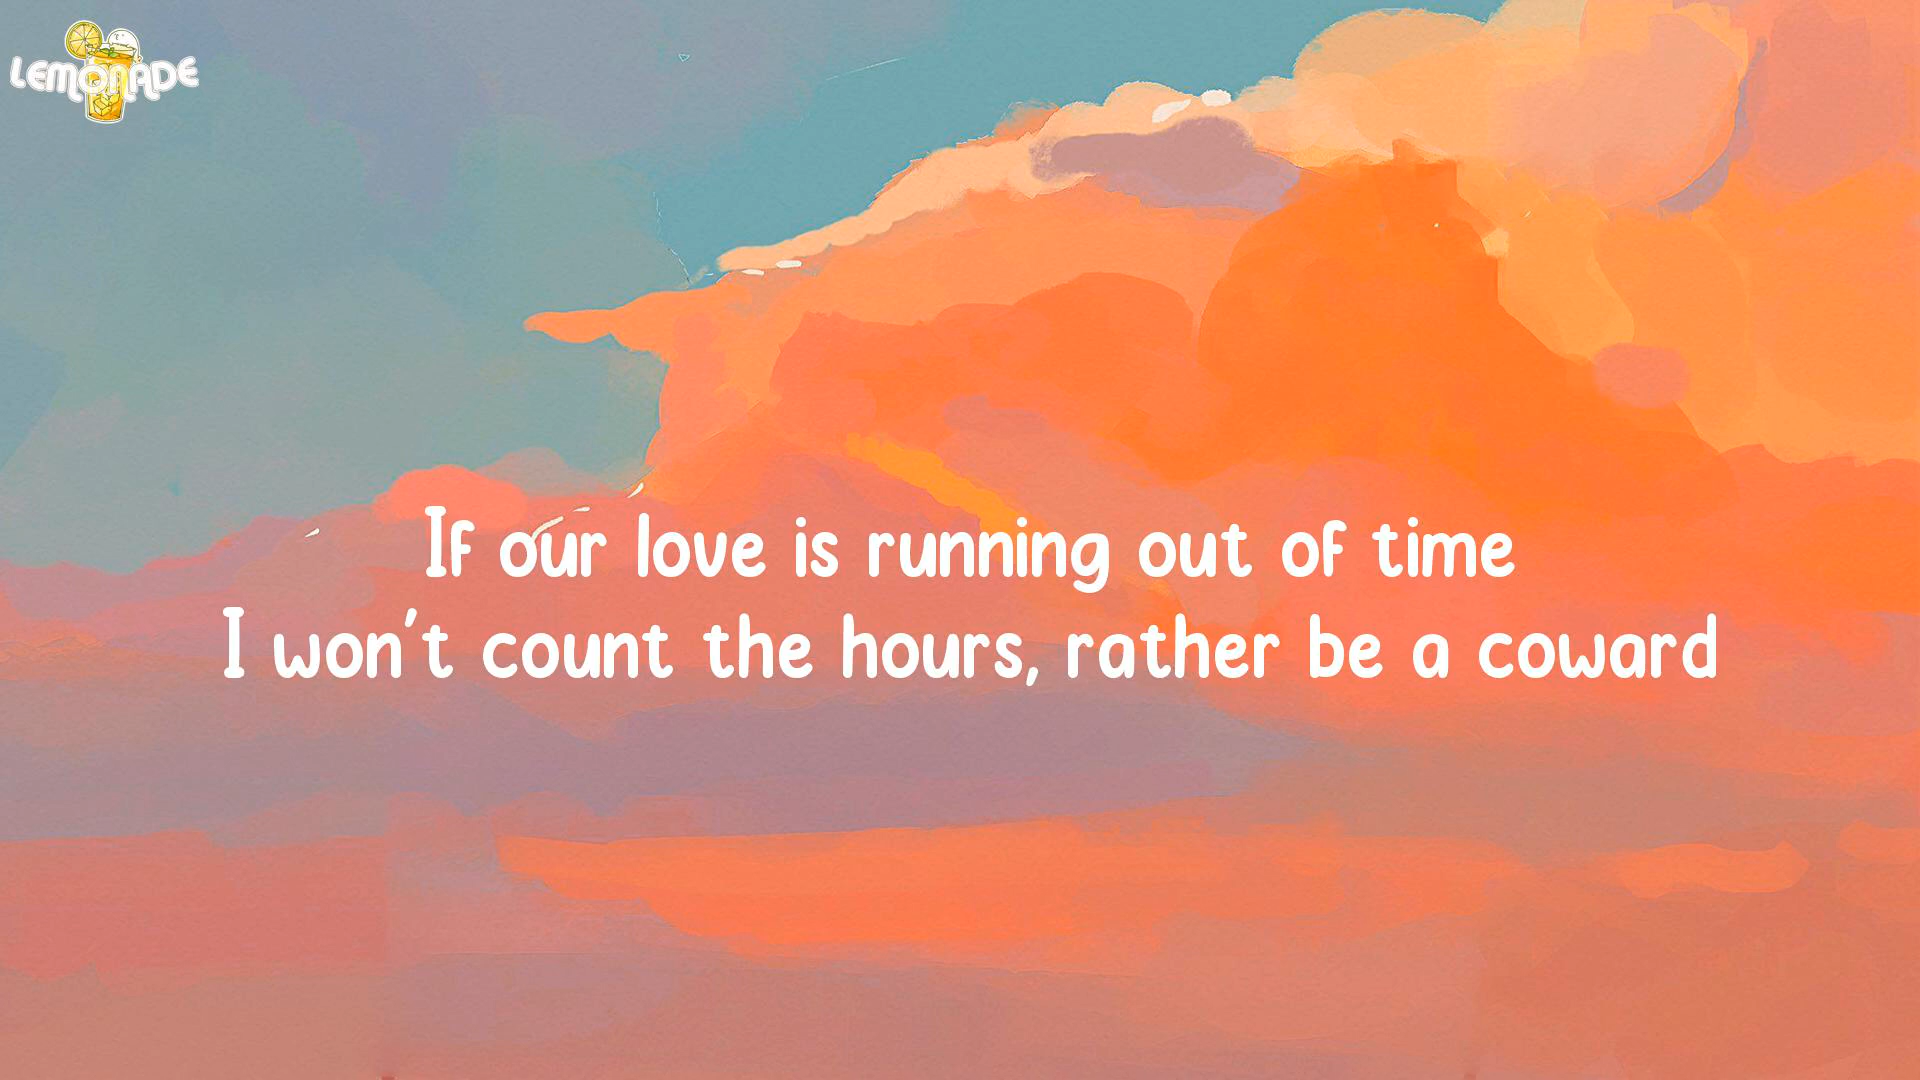 LEMONADE
If our love is running out of time
I won't count the hours, rather be a coward